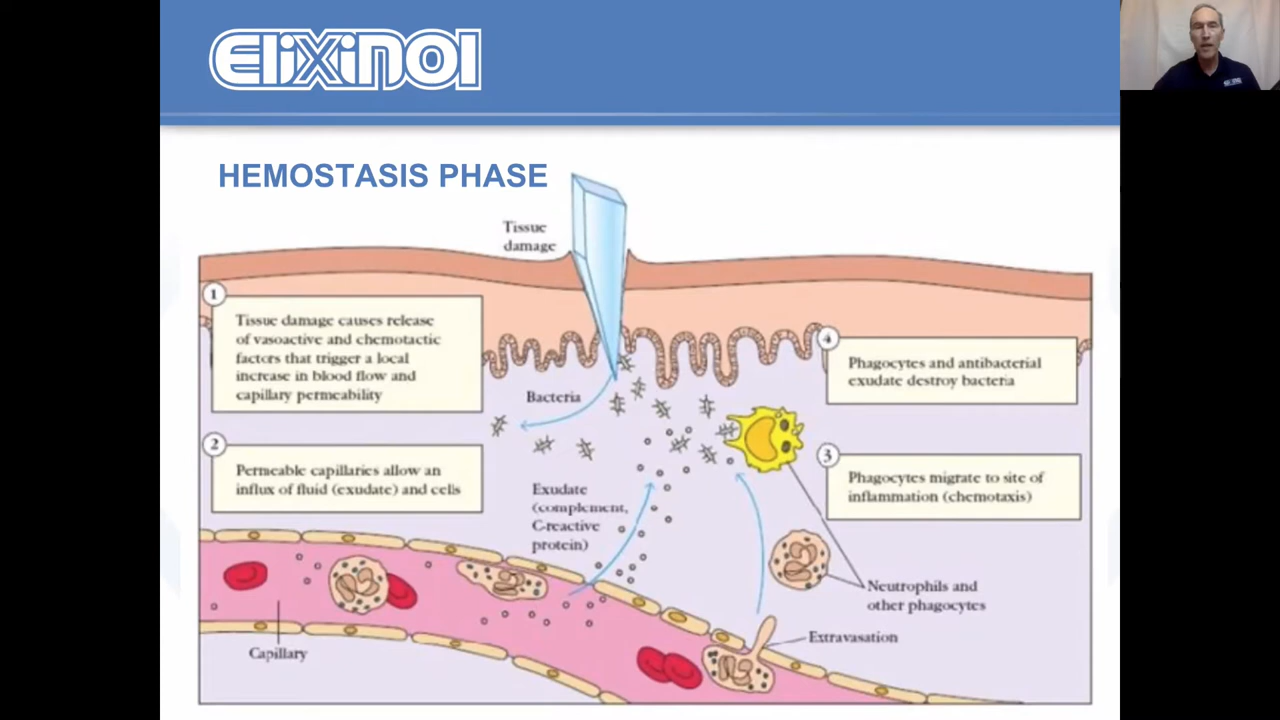 Elixinol
HEMOSTASIS PHASE
Tissue
damage
1
Tissue damage causes release
of vasoactive and chemotactic
factors that trigger a local
increase in blood flow and
capillary permeability
4
Phagocytes and antibacterial
exudate destroy bacteria
Bacteria
2
Permeable capillaries allow an
influx of fluid (exudate) and cells
3
Phagocytes migrate to site of
inflammation (chemotaxis)
Exudate
(complement,
C-reactive
protein)
Neutrophils and
other phagocytes
Extravasation
Capillary